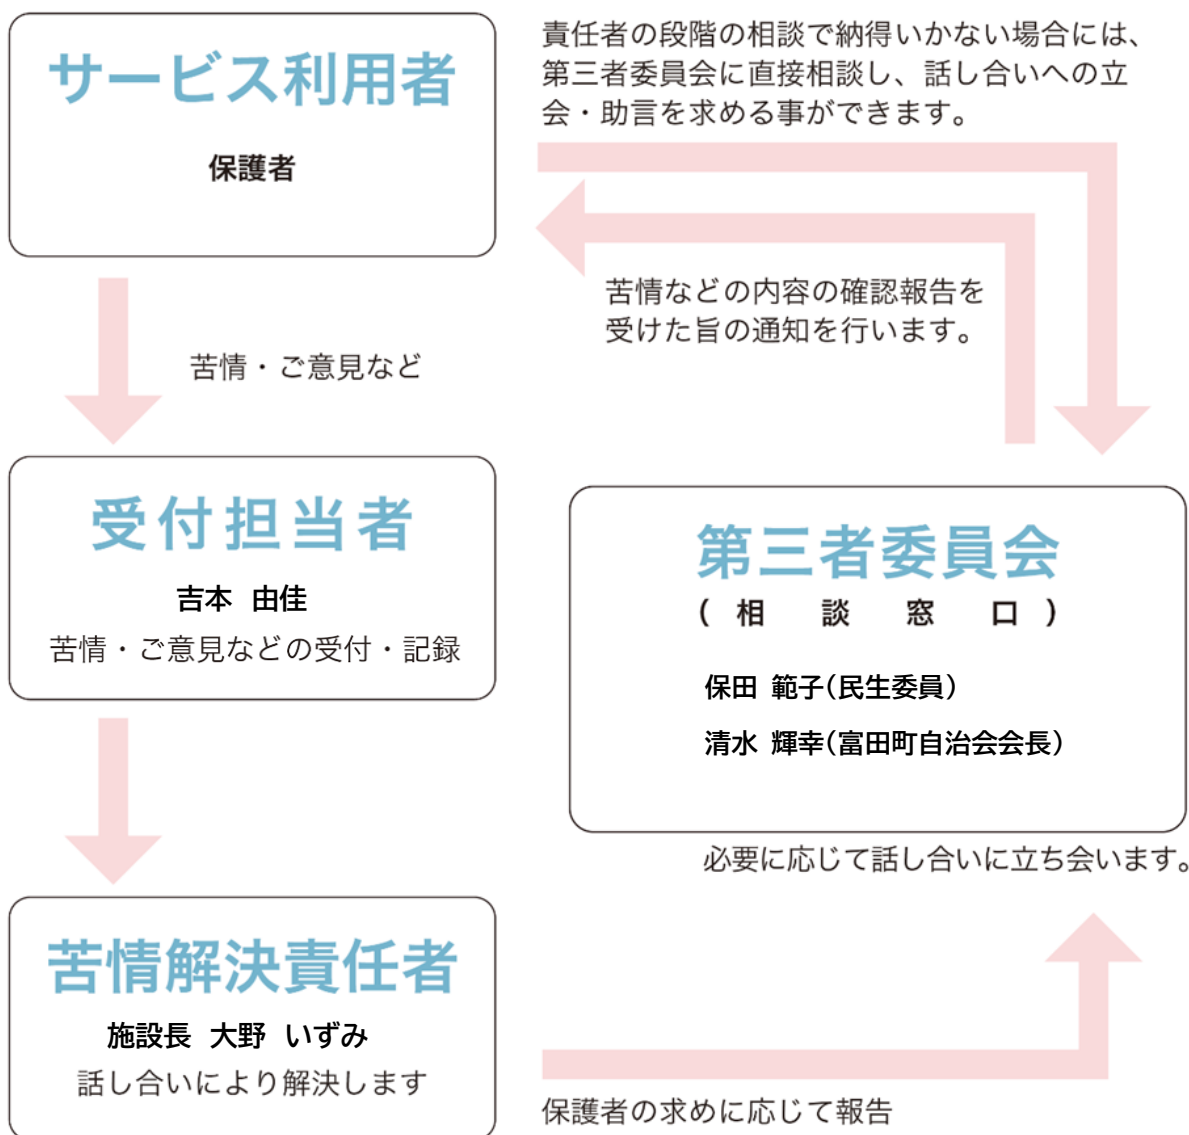 サービス利用者
保護者
責任者の段階の相談で納得いかない場合には、
第三者委員会に直接相談し、話し合いへの立
会・助言を求める事ができます。
苦情などの内容の確認報告を
受けた旨の通知を行います。
苦情・ご意見など
受付担当者
吉本 由佳
苦情・ご意見などの受付・記録
第三者委員会
(相談窓口)
保田 範子(民生委員)
清水 輝幸(富田町自治会会長)
必要に応じて話し合いに立ち会います。
苦情解決責任者
施設長 大野 いずみ
話し合いにより解決します
保護者の求めに応じて報告